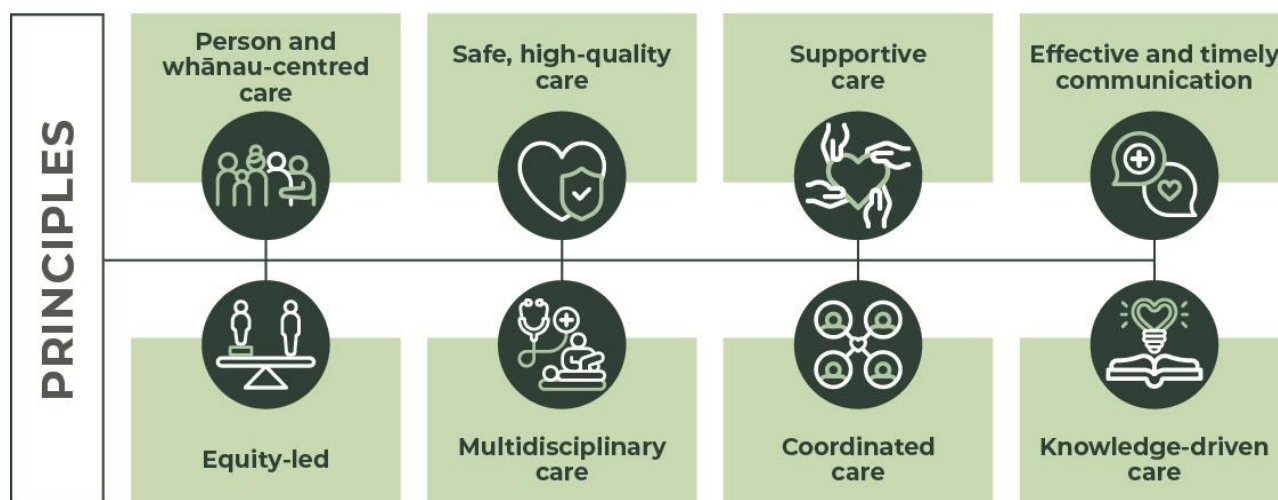 PRINCIPLES
Person and
whānau-centred
care
Safe, high-quality
care
Supportive
care
Effective and timely
communication
Equity-led
Multidisciplinary
care
Coordinated
care
Knowledge-driven
care